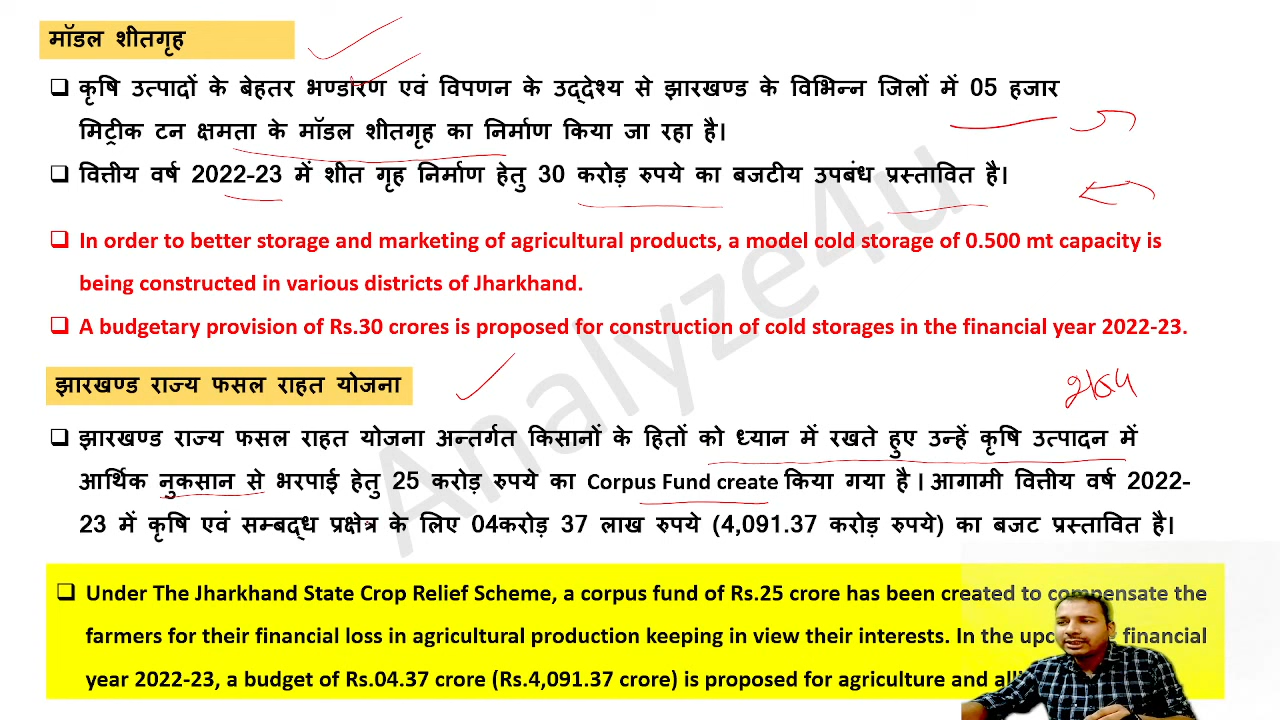 मॉडल शीतगृह
❑ कृषि उत्पादों के बेहतर भण्डारण एवं विपणन के उद्देश्य से झारखण्ड के विभिन्न जिलों में 05 हजार
मिट्रीक टन क्षमता के मॉडल शीतगृह का निर्माण किया जा रहा है।
❑ वित्तीय वर्ष 2022-23 में शीत गृह निर्माण हेतु 30 करोड़ रुपये का बजटीय उपबंध प्रस्तावित है।
❑ In order to better storage and marketing of agricultural products, a model cold storage of 0.500 mt capacity is
being constructed in various districts of Jharkhand.
❑ A budgetary provision of Rs.30 crores is proposed for construction of cold storages in the financial year 2022-23.
झारखण्ड राज्य फसल राहत योजना
❑ झारखण्ड राज्य फसल राहत योजना अन्तर्गत किसानों के हितों को ध्यान में रखते हुए उन्हें कृषि उत्पादन में
आर्थिक नुकसान से भरपाई हेतु 25 करोड़ रुपये का Corpus Fund create किया गया है। आगामी वित्तीय वर्ष 2022-
23 में कृषि एवं सम्बद्ध प्रक्षेत्र के लिए 04करोड़ 37 लाख रुपये (4,091.37 करोड़ रुपये) का बजट प्रस्तावित है।
❑ Under The Jharkhand State Crop Relief Scheme, a corpus fund of Rs.25 crore has been created to compensate the
farmers for their financial loss in agricultural production keeping in view their interests. In the financial
year 2022-23, a budget of Rs.04.37 crore (Rs.4,091.37 crore) is proposed for agriculture and
Analyze4u